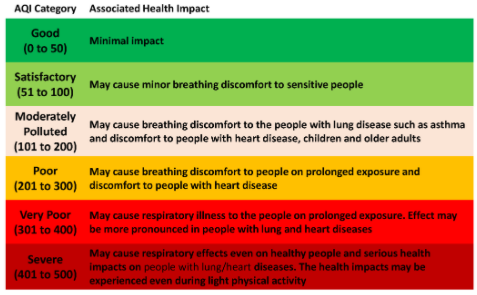 AQI Category Associated Health Impact
Good
(0 to 50)
Minimal impact
Satisfactory
(51 to 100)
May cause minor breathing discomfort to sensitive people
Moderately
Polluted
(101 to 200)
May cause breathing discomfort to the people with lung disease such as asthma
and discomfort to people with heart disease, children and older adults
Poor
(201 to 300)
May cause breathing discomfort to people on prolonged exposure and
discomfort to people with heart disease
Very Poor
(301 to 400)
May cause respiratory illness to the people on prolonged exposure. Effect may
be more pronounced in people with lung and heart diseases
Severe
(401 to 500)
May cause respiratory effects even on healthy people and serious health
impacts on people with lung/heart diseases. The health impacts may be
experienced even during light physical activity